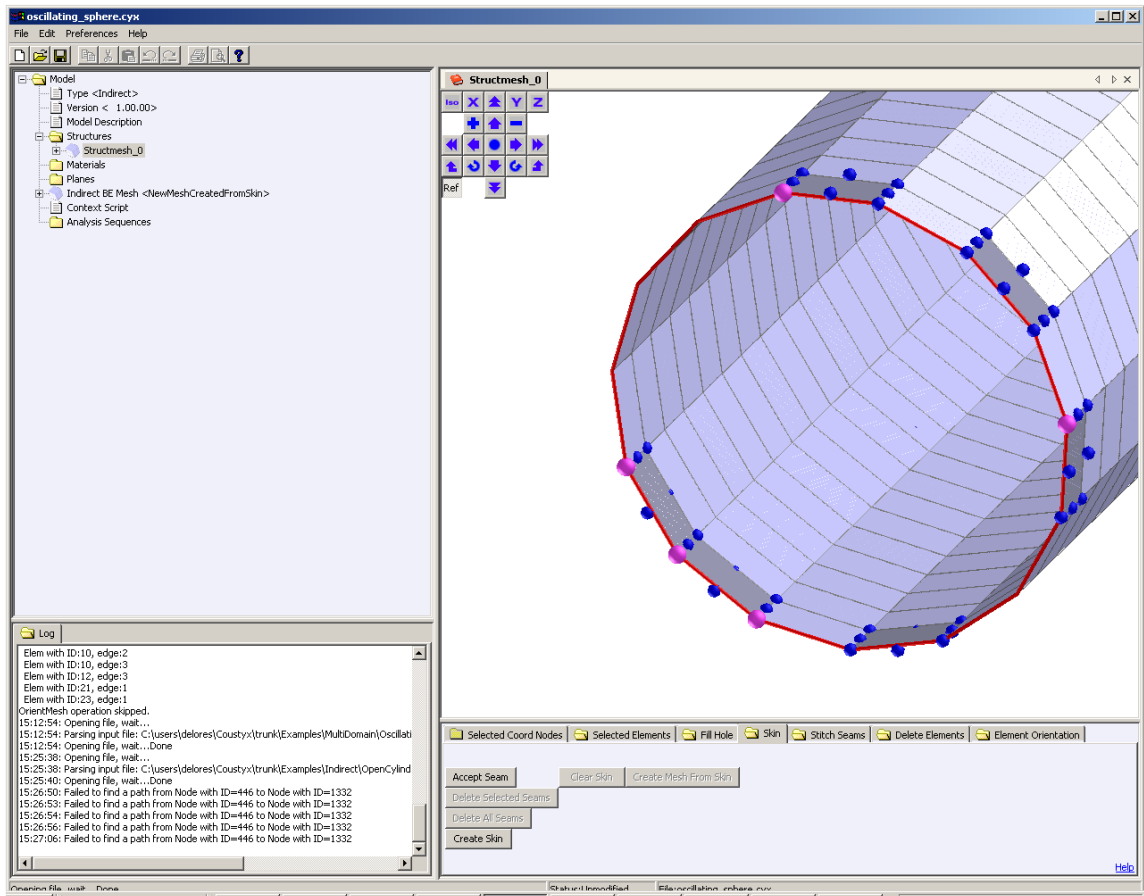 oscillating_sphere.cyx
File Edit Preferences Help
Model
Type <Indirect>
Version < 1.00.00>
Model Description
Structures
Structmesh_0
Materials
Planes
Indirect BE Mesh <NewMeshCreatedFromSkin>
Context Script
Analysis Sequences
Structmesh_0
Iso X Y Z
Ref
Log
Elem with ID:10, edge:2
Elem with ID:10, edge:3
Elem with ID:12, edge:3
Elem with ID:21, edge:1
Elem with ID:23, edge:1
OrientMesh operation skipped.
15:12:54: Opening file, wait...
15:12:54: Parsing input file: C:\users\delores\Coustyx\trunk\Examples\MultiDomain\Oscillati
15:12:54: Opening file, wait...Done
15:25:38: Opening file, wait...
15:25:38: Parsing input file: C:\users\delores\Coustyx\trunk\Examples\Indirect\OpenCylind
15:25:40: Opening file, wait...Done
15:26:50: Failed to find a path from Node with ID=446 to Node with ID=1332
15:26:53: Failed to find a path from Node with ID=446 to Node with ID=1332
15:26:54: Failed to find a path from Node with ID=446 to Node with ID=1332
15:26:56: Failed to find a path from Node with ID=446 to Node with ID=1332
15:27:06: Failed to find a path from Node with ID=446 to Node with ID=1332
Selected Coord Nodes Selected Elements Fill Hole Skin Stitch Seams Delete Elements Element Orientation
Accept Seam Clear Skin Create Mesh From Skin
Delete Selected Seams
Delete All Seams
Create Skin
Help
Opening file, wait...Done Status:Unmodified File:oscillating_sphere.cyx